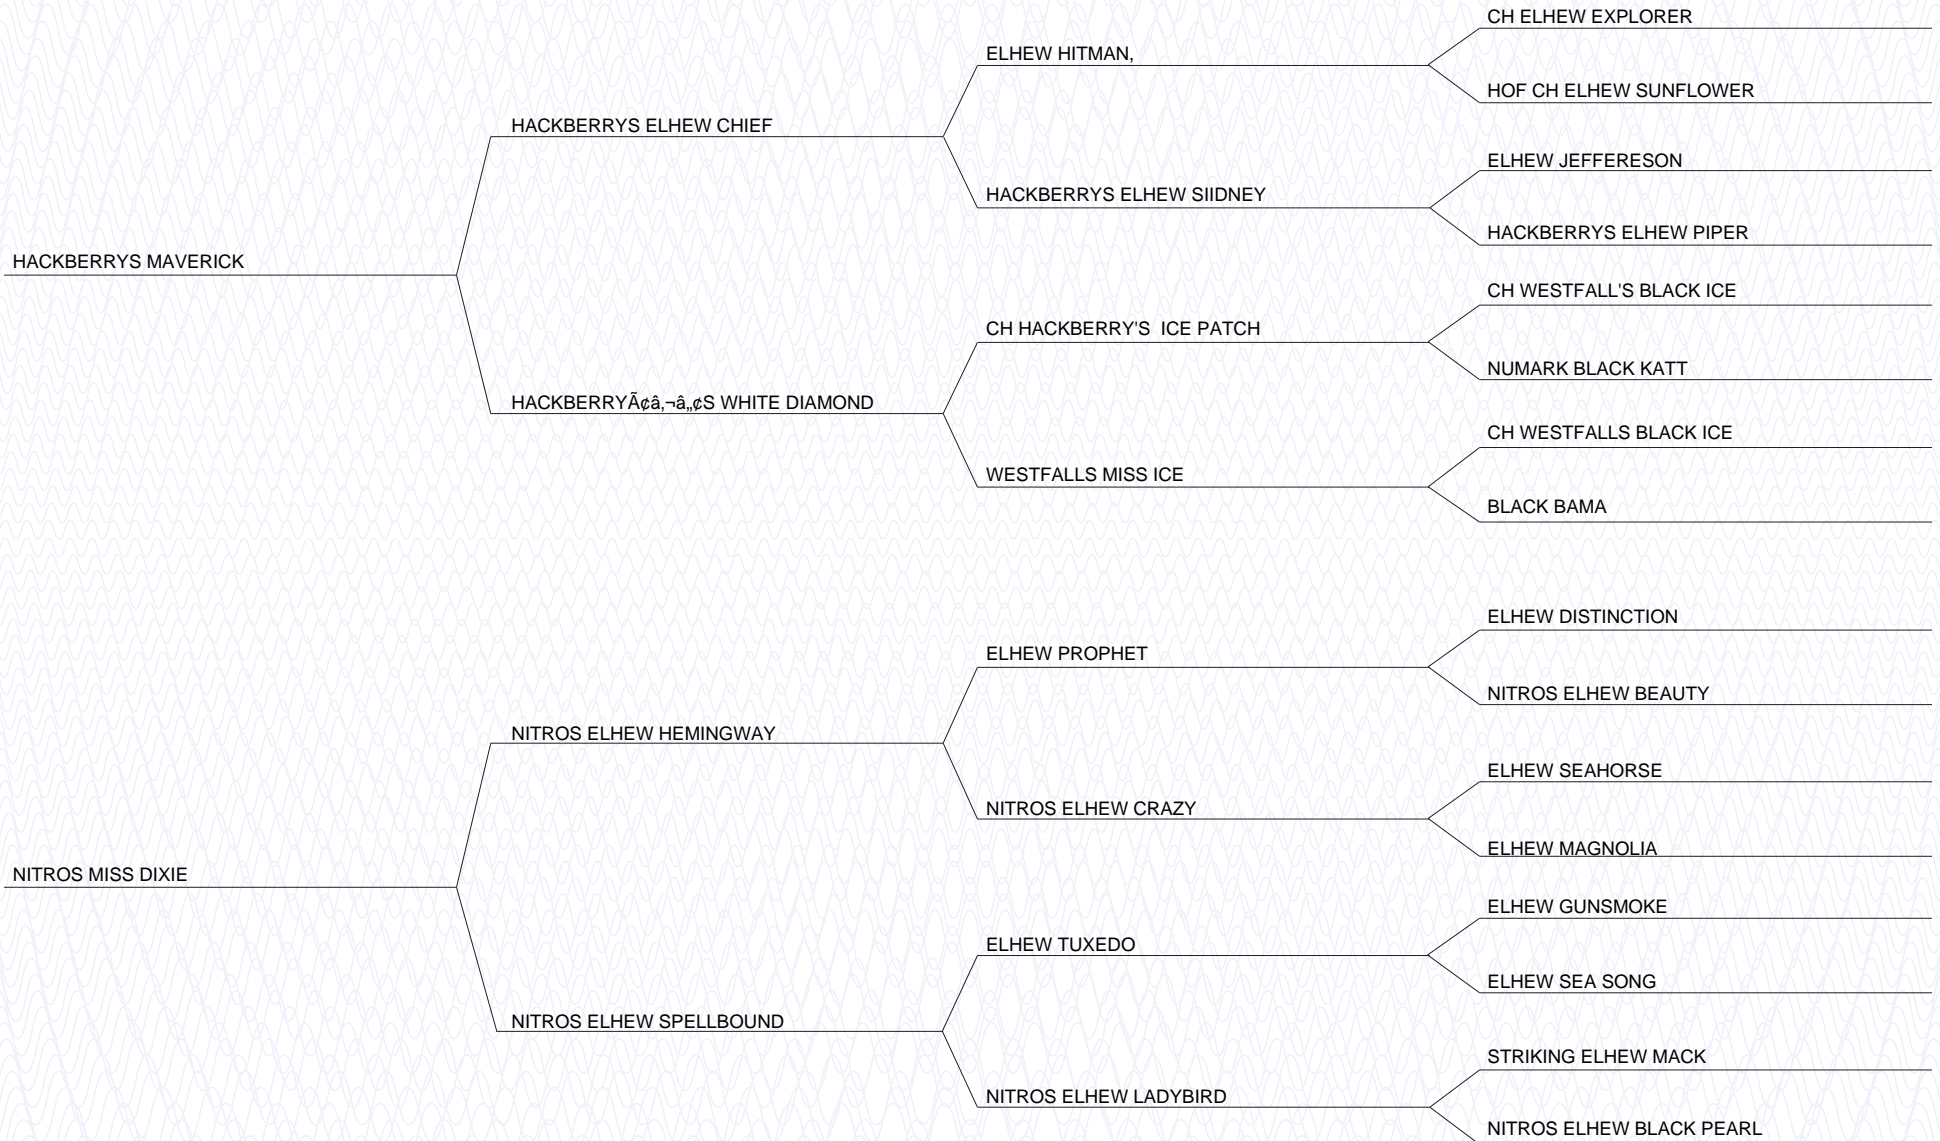 CH ELHEW EXPLORER
ELHEW HITMAN,
HOF CH ELHEW SUNFLOWER
HACKBERRYS ELHEW CHIEF
ELHEW JEFFERESON
HACKBERRYS ELHEW SIIDNEY
HACKBERRYS ELHEW PIPER
HACKBERRYS MAVERICK
CH WESTFALL'S BLACK ICE
CH HACKBERRY'S  ICE PATCH
NUMARK BLACK KATT
HACKBERRYÃ¢â‚¬â„¢S WHITE DIAMOND
CH WESTFALLS BLACK ICE
WESTFALLS MISS ICE
BLACK BAMA
ELHEW DISTINCTION
ELHEW PROPHET
NITROS ELHEW BEAUTY
NITROS ELHEW HEMINGWAY
ELHEW SEAHORSE
NITROS ELHEW CRAZY
ELHEW MAGNOLIA
NITROS MISS DIXIE
ELHEW GUNSMOKE
ELHEW TUXEDO
ELHEW SEA SONG
NITROS ELHEW SPELLBOUND
STRIKING ELHEW MACK
NITROS ELHEW LADYBIRD
NITROS ELHEW BLACK PEARL